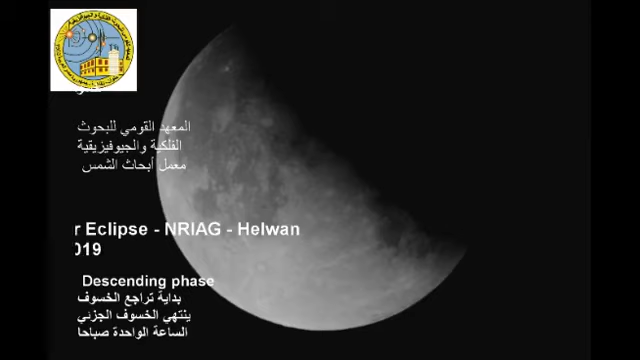 المعهد القومي للبحوث
الفلكية والجيوفيزيقية
معمل أبحاث الشمس
r Eclipse - NRIAG - Helwan
019
Descending phase
بداية تراجع الخسوف
ينتهي الخسوف الجزئي
الساعة الواحدة صباحا